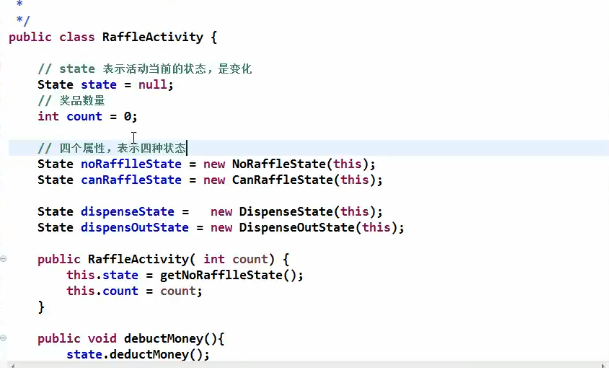 *
*/
public class RaffleActivity {
// state 表示活动当前的状态，是变化
State state = null;
// 奖品数量
int count = 0;
// 四个属性，表示四种状态
State noRafflleState = new NoRaffleState(this);
State canRaffleState = new CanRaffleState(this);
State dispenseState =   new DispenseState(this);
State dispensOutState = new DispenseOutState(this);
public RaffleActivity( int count) {
this.state = getNoRafflleState();
this.count = count;
}
public void debuctMoney(){
state.deductMoney();